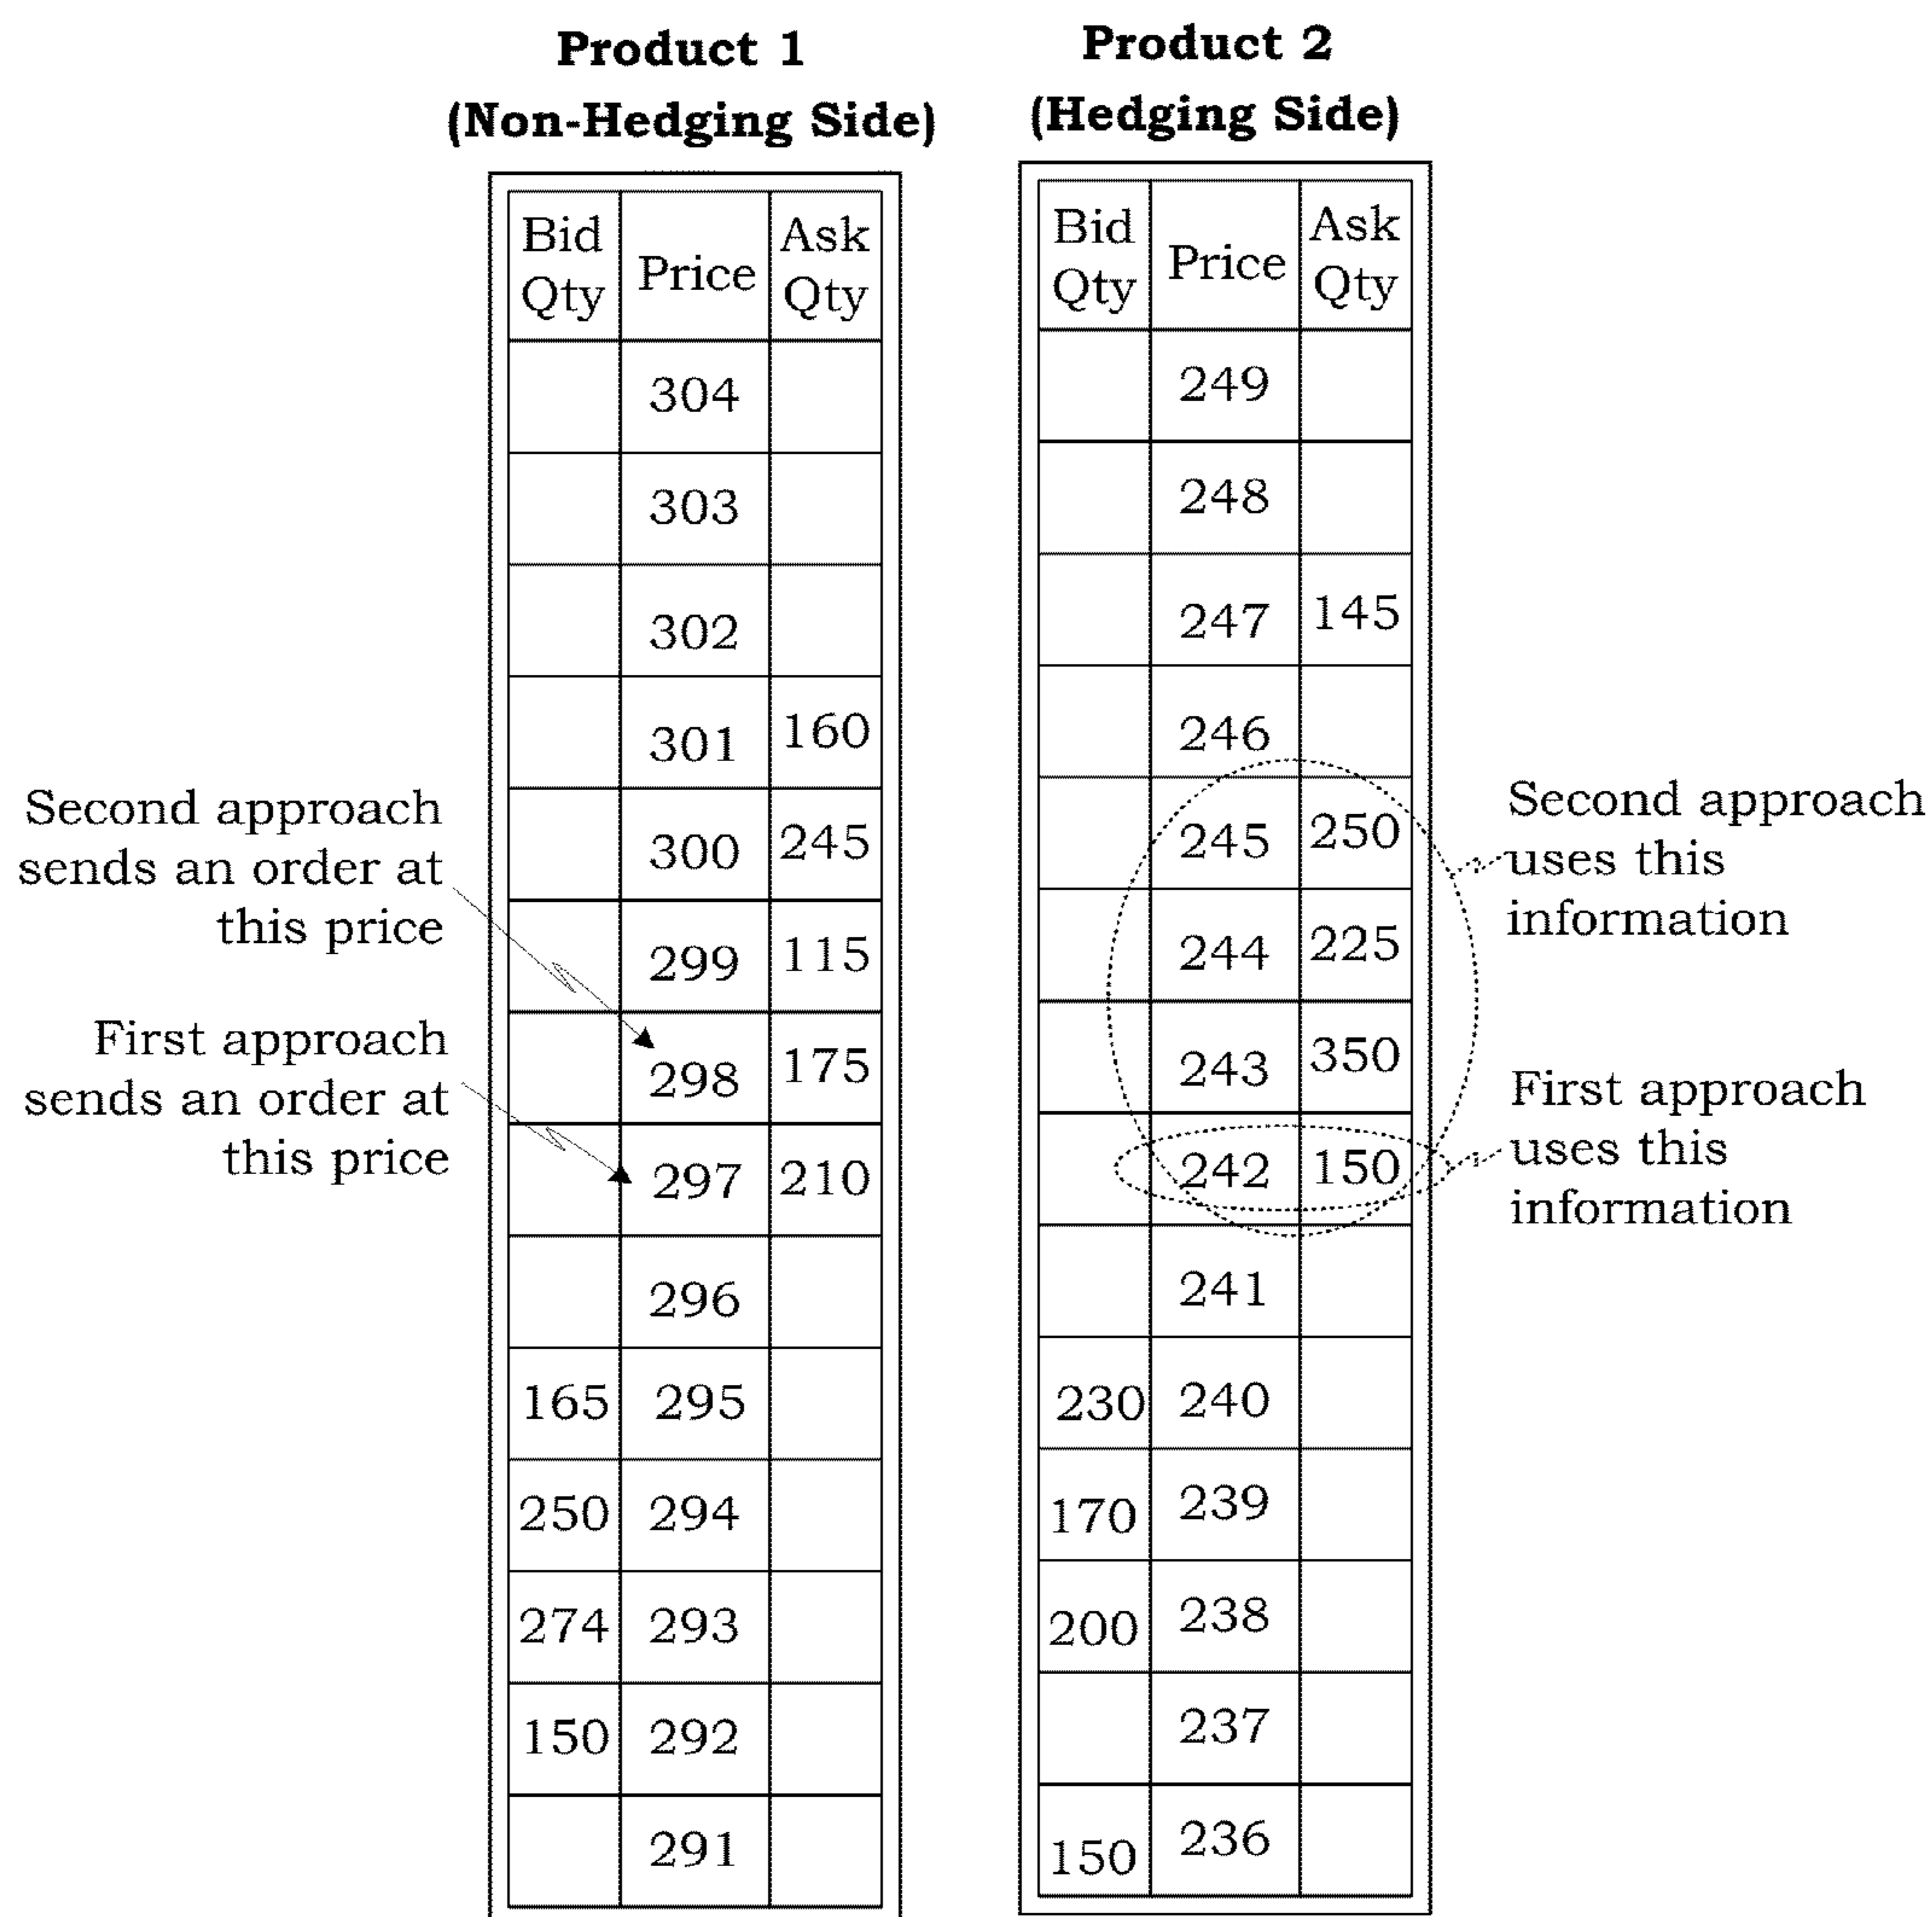 Product 1
(Non-Hedging Side)
Bid Qty Price Ask Qty
304
303
302
301 160
300 245
299 115
298 175
297 210
296
165 295
250 294
274 293
150 292
291
Second approach
sends an order at
this price
First approach
sends an order at
this price
Product 2
(Hedging Side)
Bid Qty Price Ask Qty
249
248
247 145
246
245 250
244 225
243 350
242 150
241
230 240
170 239
200 238
237
150 236
Second approach
uses this
information
First approach
uses this
information